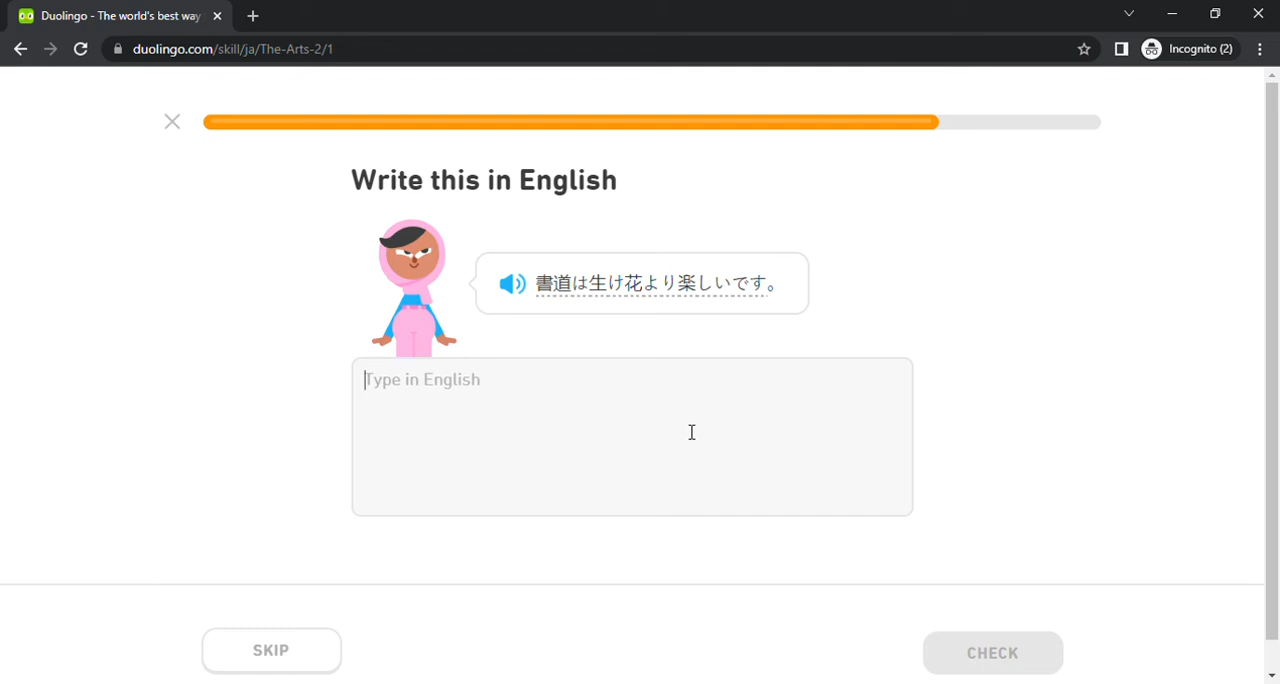 Duolingo - The world's best way
duolingo.com/skill/ja/The-Arts-2/1
Incognito (2)
Write this in English
書道は生け花より楽しいです。
Type in English
SKIP
CHECK